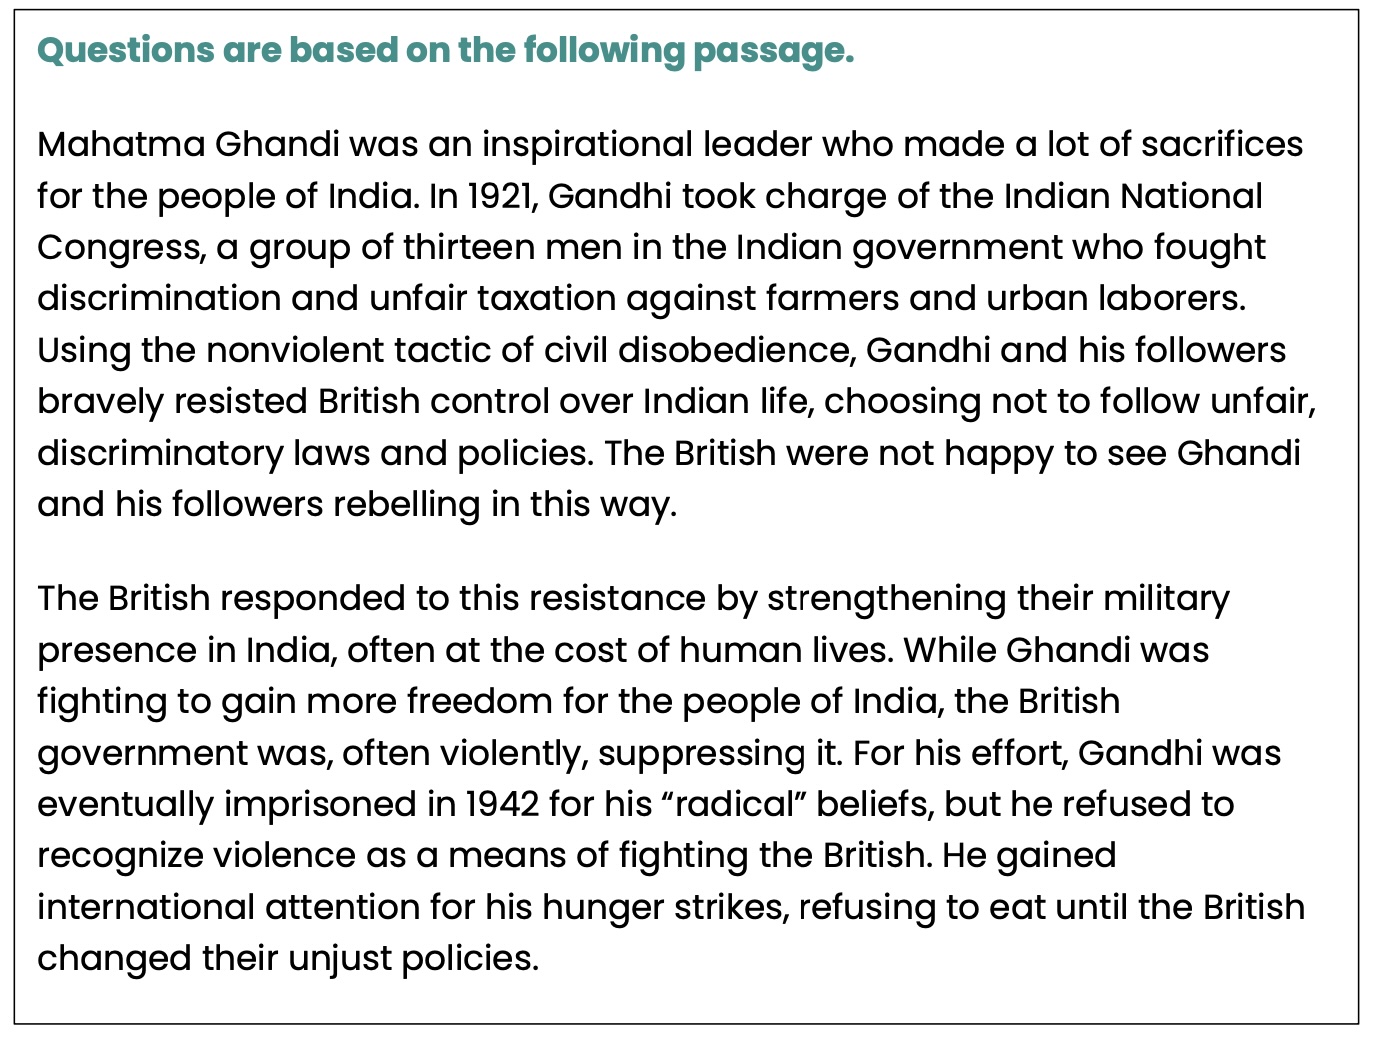 Questions are based on the following passage.
Mahatma Ghandi was an inspirational leader who made a lot of sacrifices
for the people of India. In 1921, Gandhi took charge of the Indian National
Congress, a group of thirteen men in the Indian government who fought
discrimination and unfair taxation against farmers and urban laborers.
Using the nonviolent tactic of civil disobedience, Gandhi and his followers
bravely resisted British control over Indian life, choosing not to follow unfair,
discriminatory laws and policies. The British were not happy to see Ghandi
and his followers rebelling in this way.
The British responded to this resistance by strengthening their military
presence in India, often at the cost of human lives. While Ghandi was
fighting to gain more freedom for the people of India, the British
government was, often violently, suppressing it. For his effort, Gandhi was
eventually imprisoned in 1942 for his “radical” beliefs, but he refused to
recognize violence as a means of fighting the British. He gained
international attention for his hunger strikes, refusing to eat until the British
changed their unjust policies.